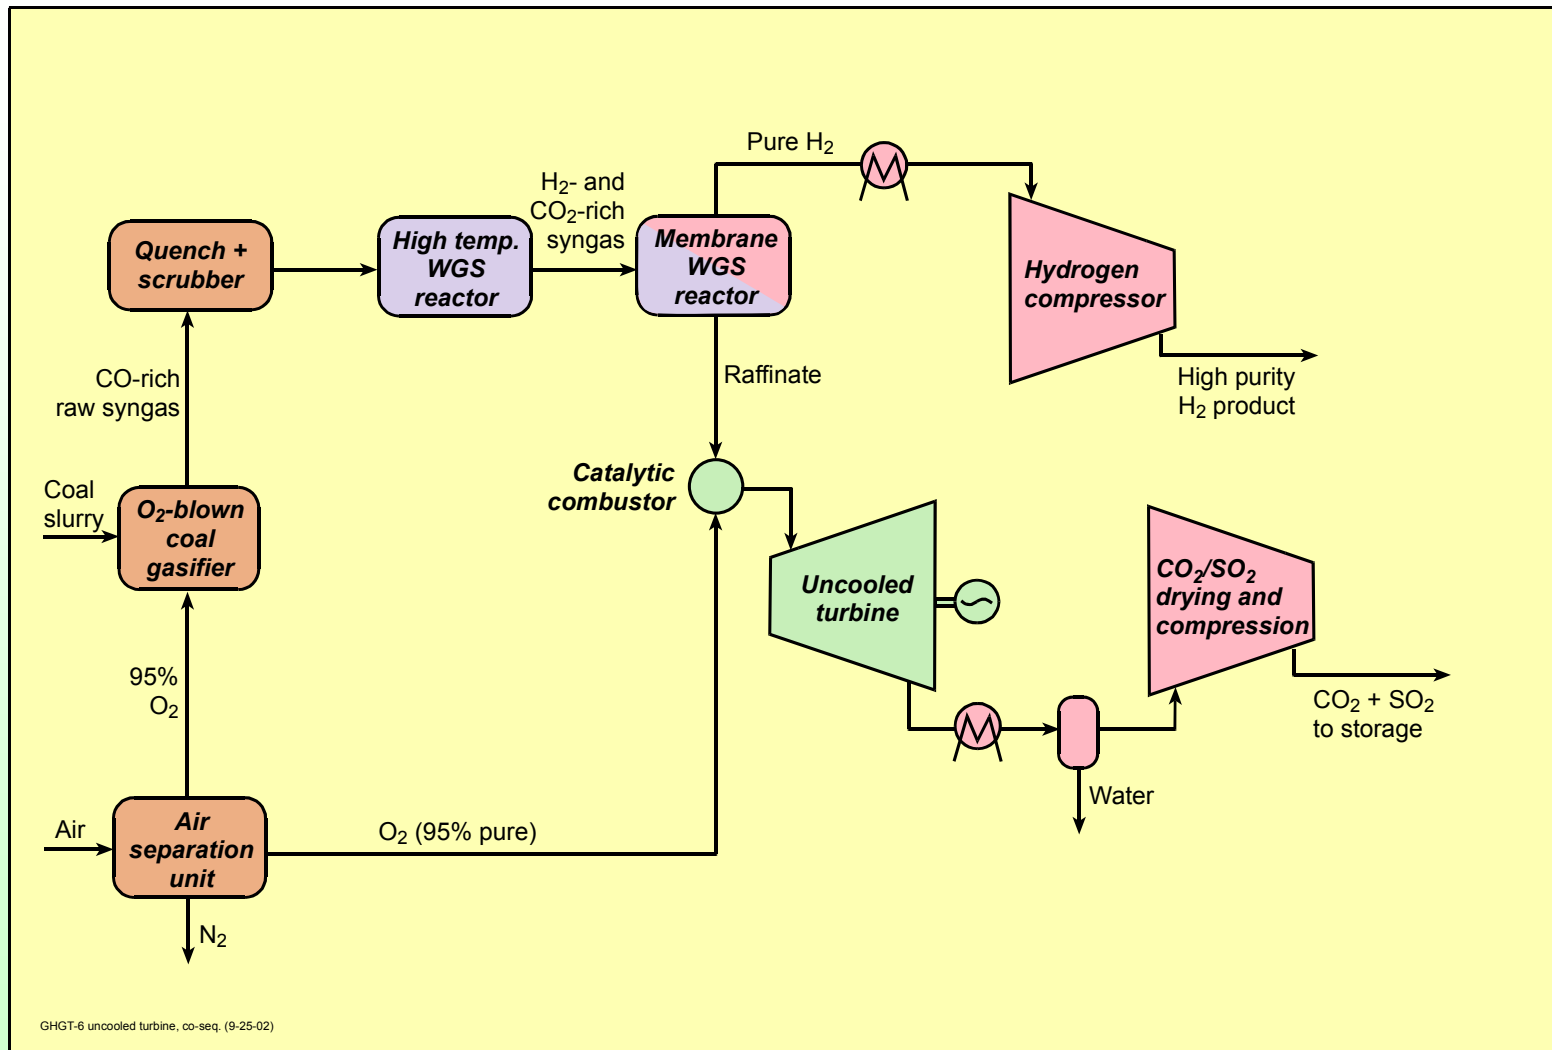 Pure H₂
H₂- and
CO₂-rich
syngas
Quench +
scrubber
High temp.
WGS
reactor
Membrane
WGS
reactor
Hydrogen
compressor
CO-rich
raw syngas
Raffinate
High purity
H₂ product
Coal
slurry
O₂-blown
coal
gasifier
Catalytic
combustor
Uncooled
turbine
CO₂/SO₂
drying and
compression
95%
O₂
CO₂ + SO₂
to storage
Water
Air
Air
separation
unit
O₂ (95% pure)
N₂
GHGT-6 uncooled turbine, co-seq. (9-25-02)